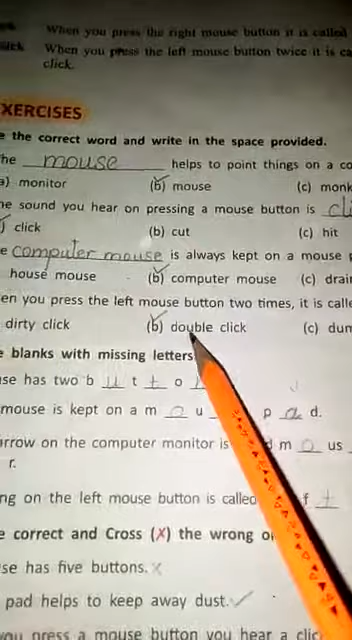 When you press the right mouse button it is called
When you press the left mouse button twice it is ca
click.
XERCISES
e the correct word and write in the space provided.
he mouse helps to point things on a co
a) monitor (b) mouse (c) monk
he sound you hear on pressing a mouse button is cli
) click (b) cut (c) hit
e computer mouse is always kept on a mouse p
house mouse (b) computer mouse (c) drai
en you press the left mouse button two times, it is calle
dirty click (b) double click (c) dum
e blanks with missing letters
se has two b u t t o
mouse is kept on a m o u p a d.
arrow on the computer monitor is m o us
r.
ng on the left mouse button is called f t
e correct and Cross (✗) the wrong o
se has five buttons. ✗
pad helps to keep away dust. ✓
you press a mouse button you hear a clic